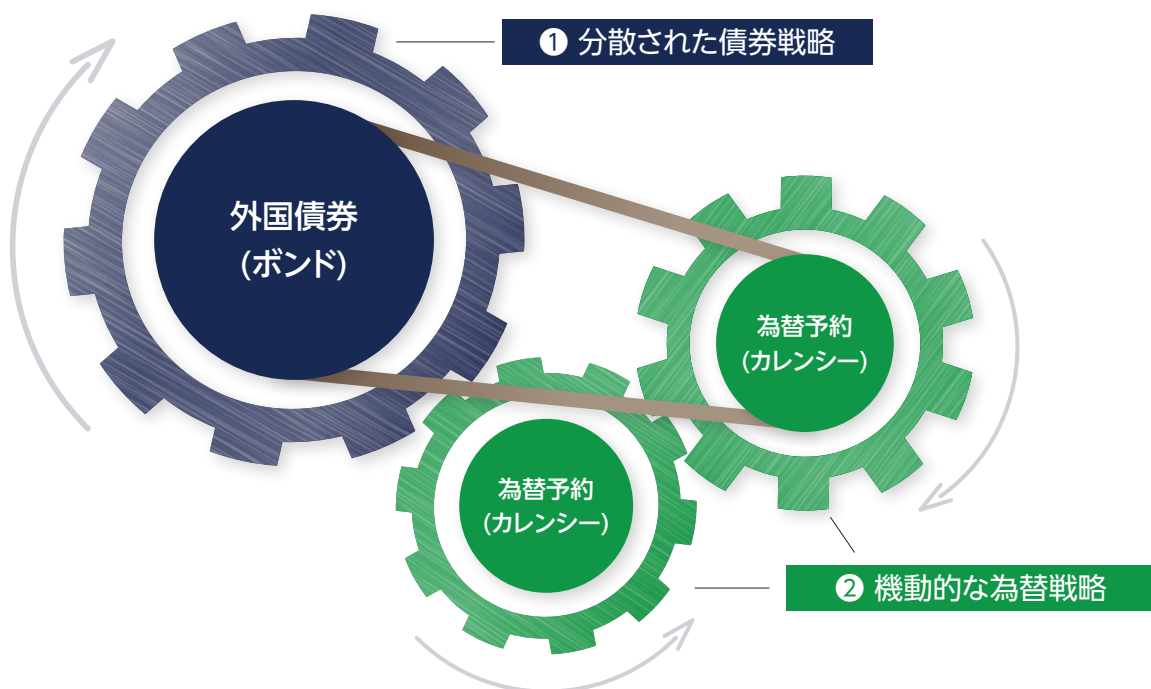 ❶ 分散された債券戦略
外国債券
(ボンド)
為替予約
(カレンシー)
為替予約
(カレンシー)
❷ 機動的な為替戦略